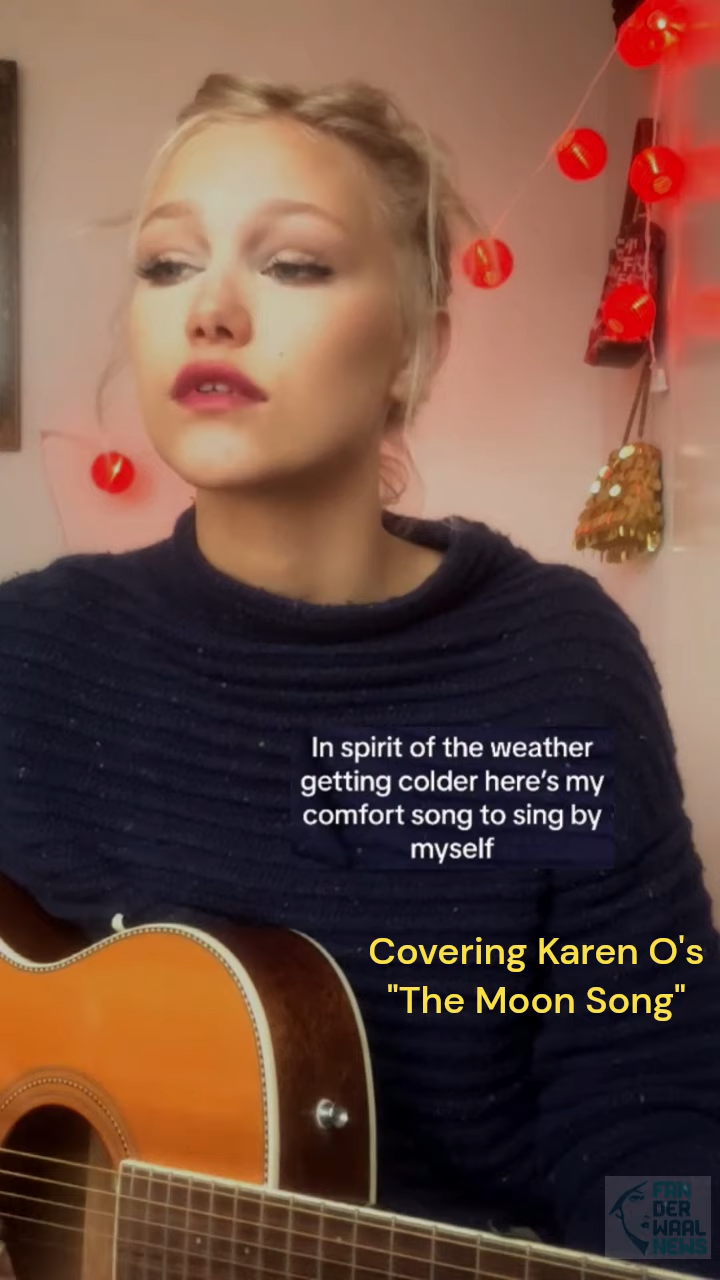 In spirit of the weather
getting colder here's my
comfort song to sing by
myself
Covering Karen O's
"The Moon Song"
FAN
DER
WAAL
NEWS